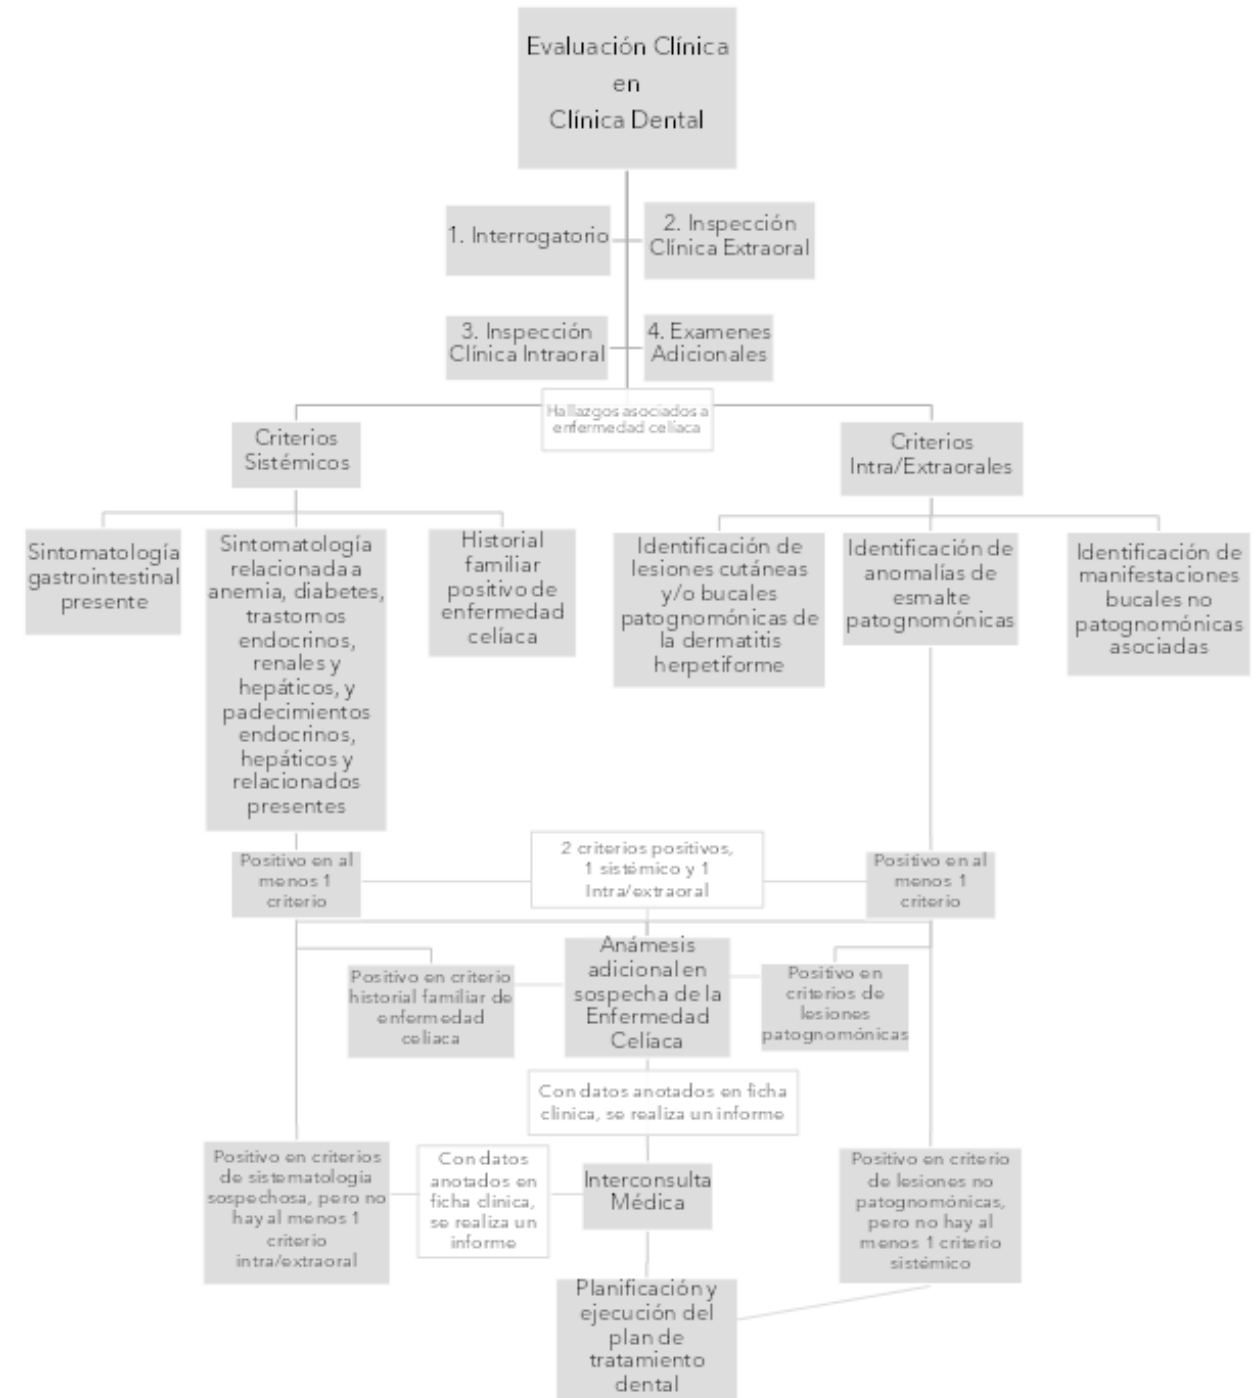 Evaluación Clínica
en
Clínica Dental
1. Interrogatorio
2. Inspección
Clínica Extraoral
3. Inspección
Clínica Intraoral
4. Examenes
Adicionales
Hallazgos asociados a
enfermedad celíaca
Criterios
Sistémicos
Criterios
Intra/Extraorales
Sintomatología
gastrointestinal
presente
Sintomatología
relacionada a
anemia, diabetes,
trastornos
endocrinos,
renales y
hepáticos, y
padecimientos
endocrinos,
hepáticos y
relacionados
presentes
Historial
familiar
positivo de
enfermedad
celíaca
Identificación de
lesiones cutáneas
y/o bucales
patognomónicas de
la dermatitis
herpetiforme
Identificación de
anomalías de
esmalte
patognomónicas
Identificación de
manifestaciones
bucales no
patognomónicas
asociadas
Positivo en al
menos 1
criterio
2 criterios positivos,
1 sistémico y 1
Intra/extraoral
Positivo en al
menos 1
criterio
Positivo en criterio
historial familiar de
enfermedad
celiaca
Anámesis
adicional en
sospecha de la
Enfermedad
Celíaca
Positivo en
criterios de
lesiones
patognomónicas
Con datos anotados en ficha
clinica, se realiza un informe
Positivo en criterios
de sistematología
sospechosa, pero no
hay al menos 1
criterio
intra/extraoral
Con datos
anotados en
ficha clínica,
se realiza un
informe
Interconsulta
Médica
Positivo en criterio
de lesiones no
patognomónicas,
pero no hay al
menos 1 criterio
sistémico
Planificación y
ejecución del
plan de
tratamiento
dental